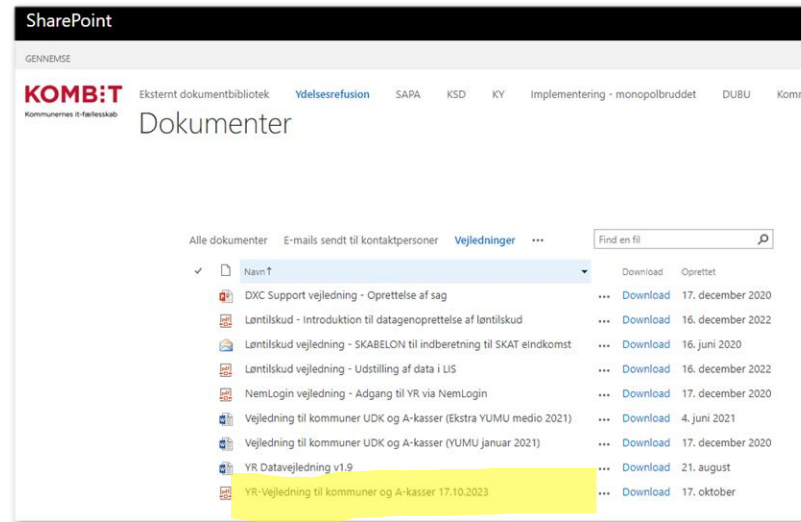 SharePoint
GENNEMSE
KOMB:T
Kommunernes it-fællesskab
Eksternt dokumentbibliotek Ydelsesrefusion SAPA KSD KY Implementering - monopolbruddet DUBU Komm
Dokumenter
Alle dokumenter E-mails sendt til kontaktpersoner Vejledninger ••• Find en fil
Navn↑ Download Oprettet
DXC Support vejledning - Oprettelse af sag ••• Download 17. december 2020
Løntilskud - Introduktion til datagenoprettelse af løntilskud ••• Download 16. december 2022
Løntilskud vejledning - SKABELON til indberetning til SKAT eIndkomst ••• Download 16. juni 2020
Løntilskud vejledning - Udstilling af data i LIS ••• Download 16. december 2022
NemLogin vejledning - Adgang til YR via NemLogin ••• Download 17. december 2020
Vejledning til kommuner UDK og A-kasser (Ekstra YUMU medio 2021) ••• Download 4. juni 2021
Vejledning til kommuner UDK og A-kasser (YUMU januar 2021) ••• Download 17. december 2020
YR Datavejledning v1.9 ••• Download 21. august
YR-Vejledning til kommuner og A-kasser 17.10.2023 ••• Download 17. oktober